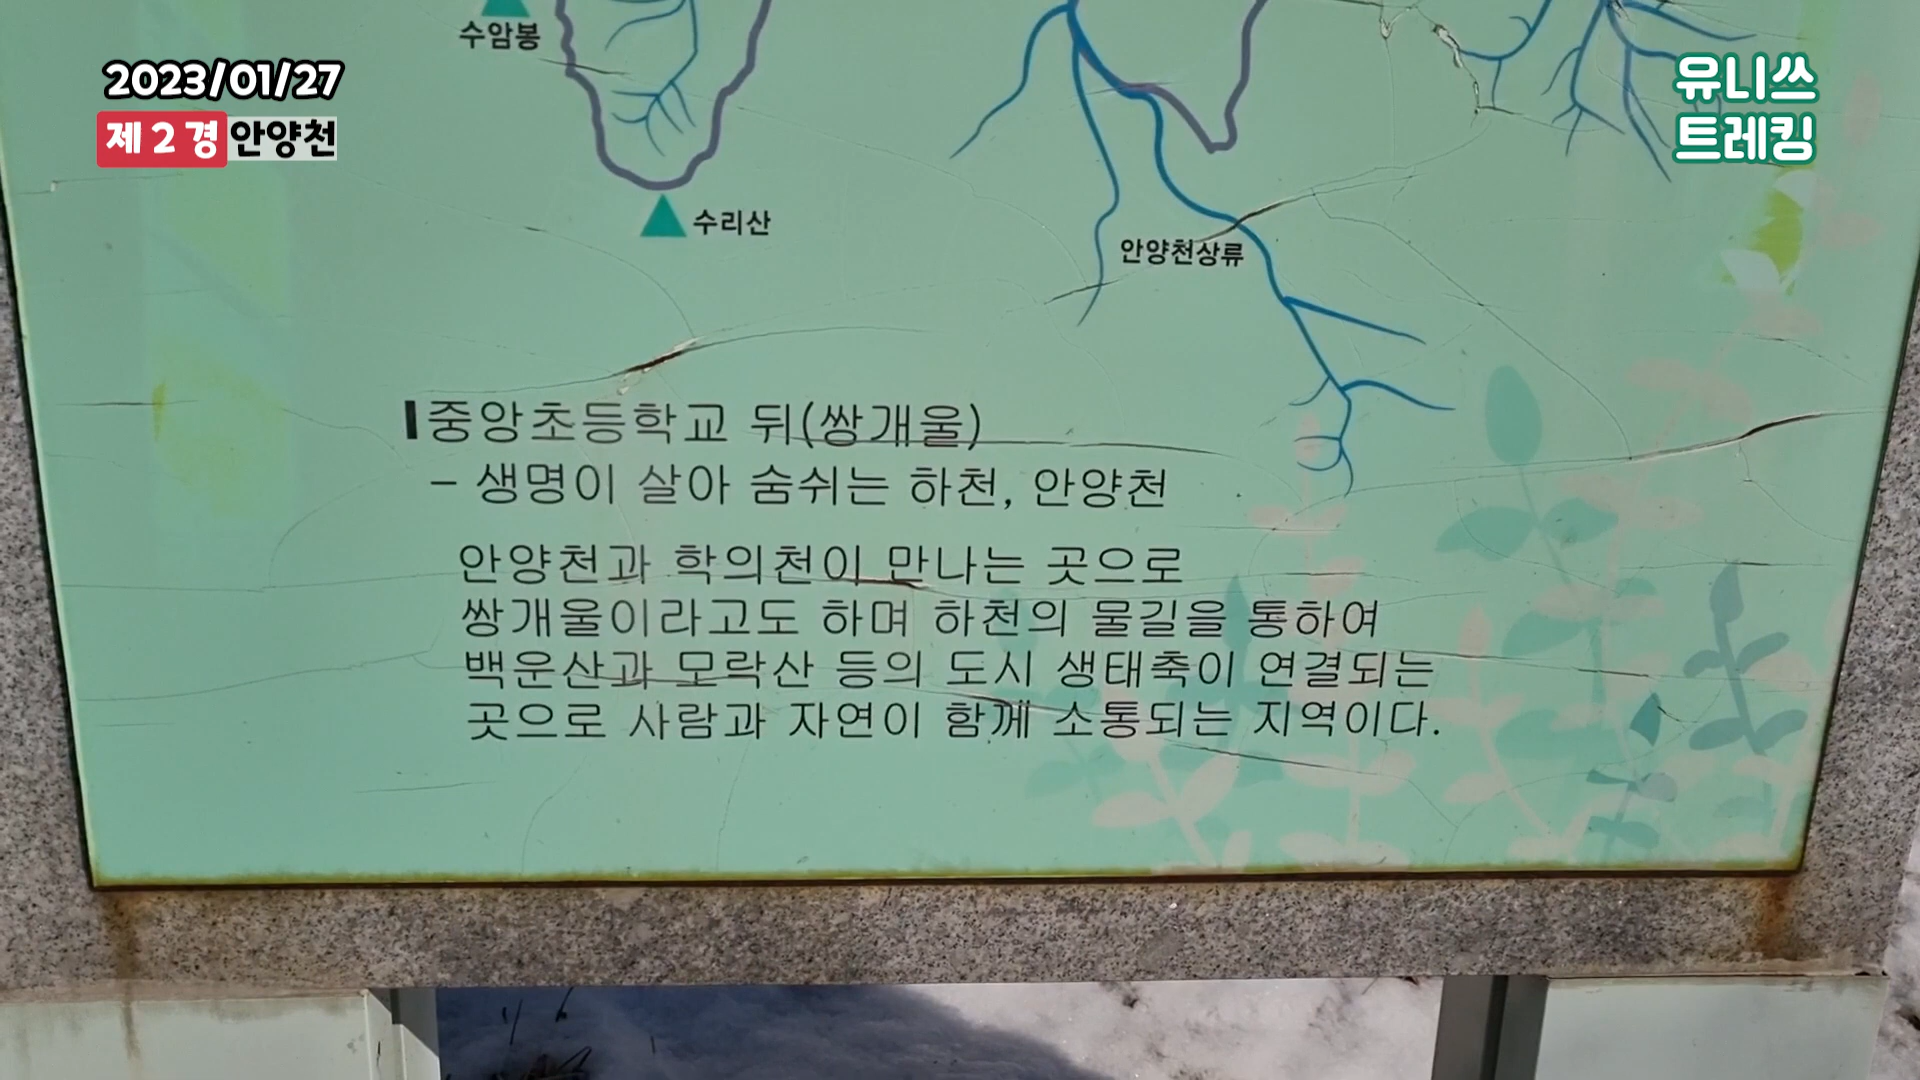 수암봉
2023/01/27
제 2 경 안양천
유니쓰
트레킹
수리산
안양천상류
중앙초등학교 뒤(쌍개울)
- 생명이 살아 숨쉬는 하천, 안양천
안양천과 학의천이 만나는 곳으로
쌍개울이라고도 하며 하천의 물길을 통하여
백운산과 모락산 등의 도시 생태축이 연결되는
곳으로 사람과 자연이 함께 소통되는 지역이다.